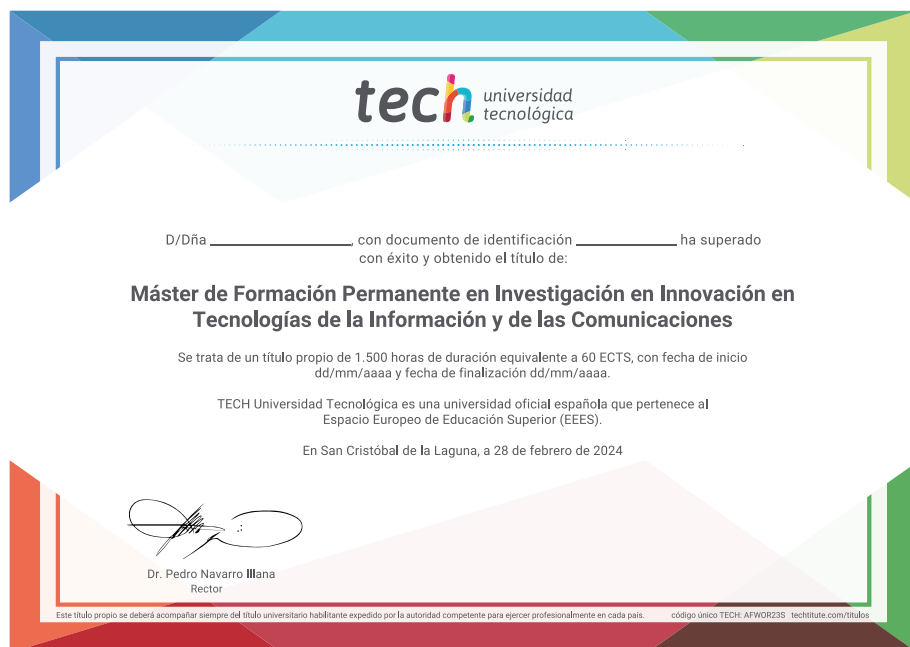 tech universidad
tecnológica
D/Dña ________________, con documento de identificación ____________ ha superado
con éxito y obtenido el título de:
Máster de Formación Permanente en Investigación en Innovación en
Tecnologías de la Información y de las Comunicaciones
Se trata de un título propio de 1.500 horas de duración equivalente a 60 ECTS, con fecha de inicio
dd/mm/aaaa y fecha de finalización dd/mm/aaaa.
TECH Universidad Tecnológica es una universidad oficial española que pertenece al
Espacio Europeo de Educación Superior (EEES).
En San Cristóbal de la Laguna, a 28 de febrero de 2024
Dr. Pedro Navarro Illana
Rector
Este título propio se deberá acompañar siempre del título universitario habilitante expedido por la autoridad competente para ejercer profesionalmente en cada país. código único TECH: AFWOR23S techtitute.com/titulos